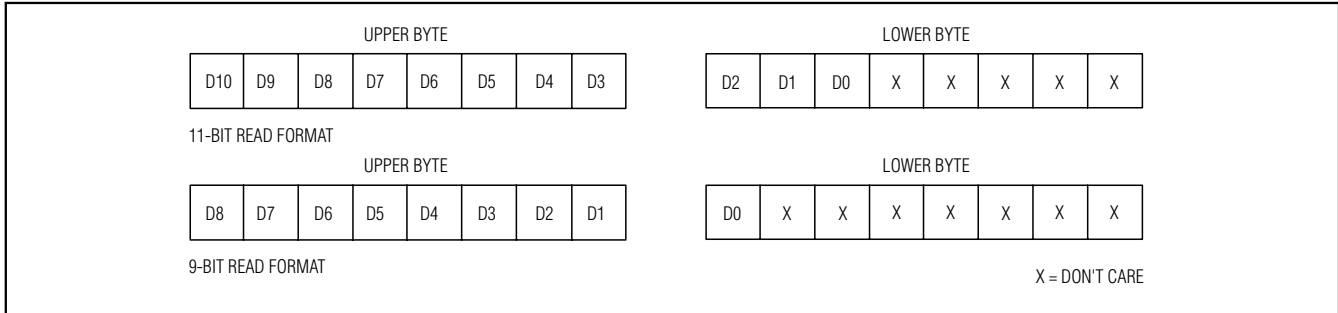 UPPER BYTE LOWER BYTE
D10 D9 D8 D7 D6 D5 D4 D3 D2 D1 D0 X X X X X
11-BIT READ FORMAT
UPPER BYTE LOWER BYTE
D8 D7 D6 D5 D4 D3 D2 D1 D0 X X X X X X X
9-BIT READ FORMAT X = DON'T CARE